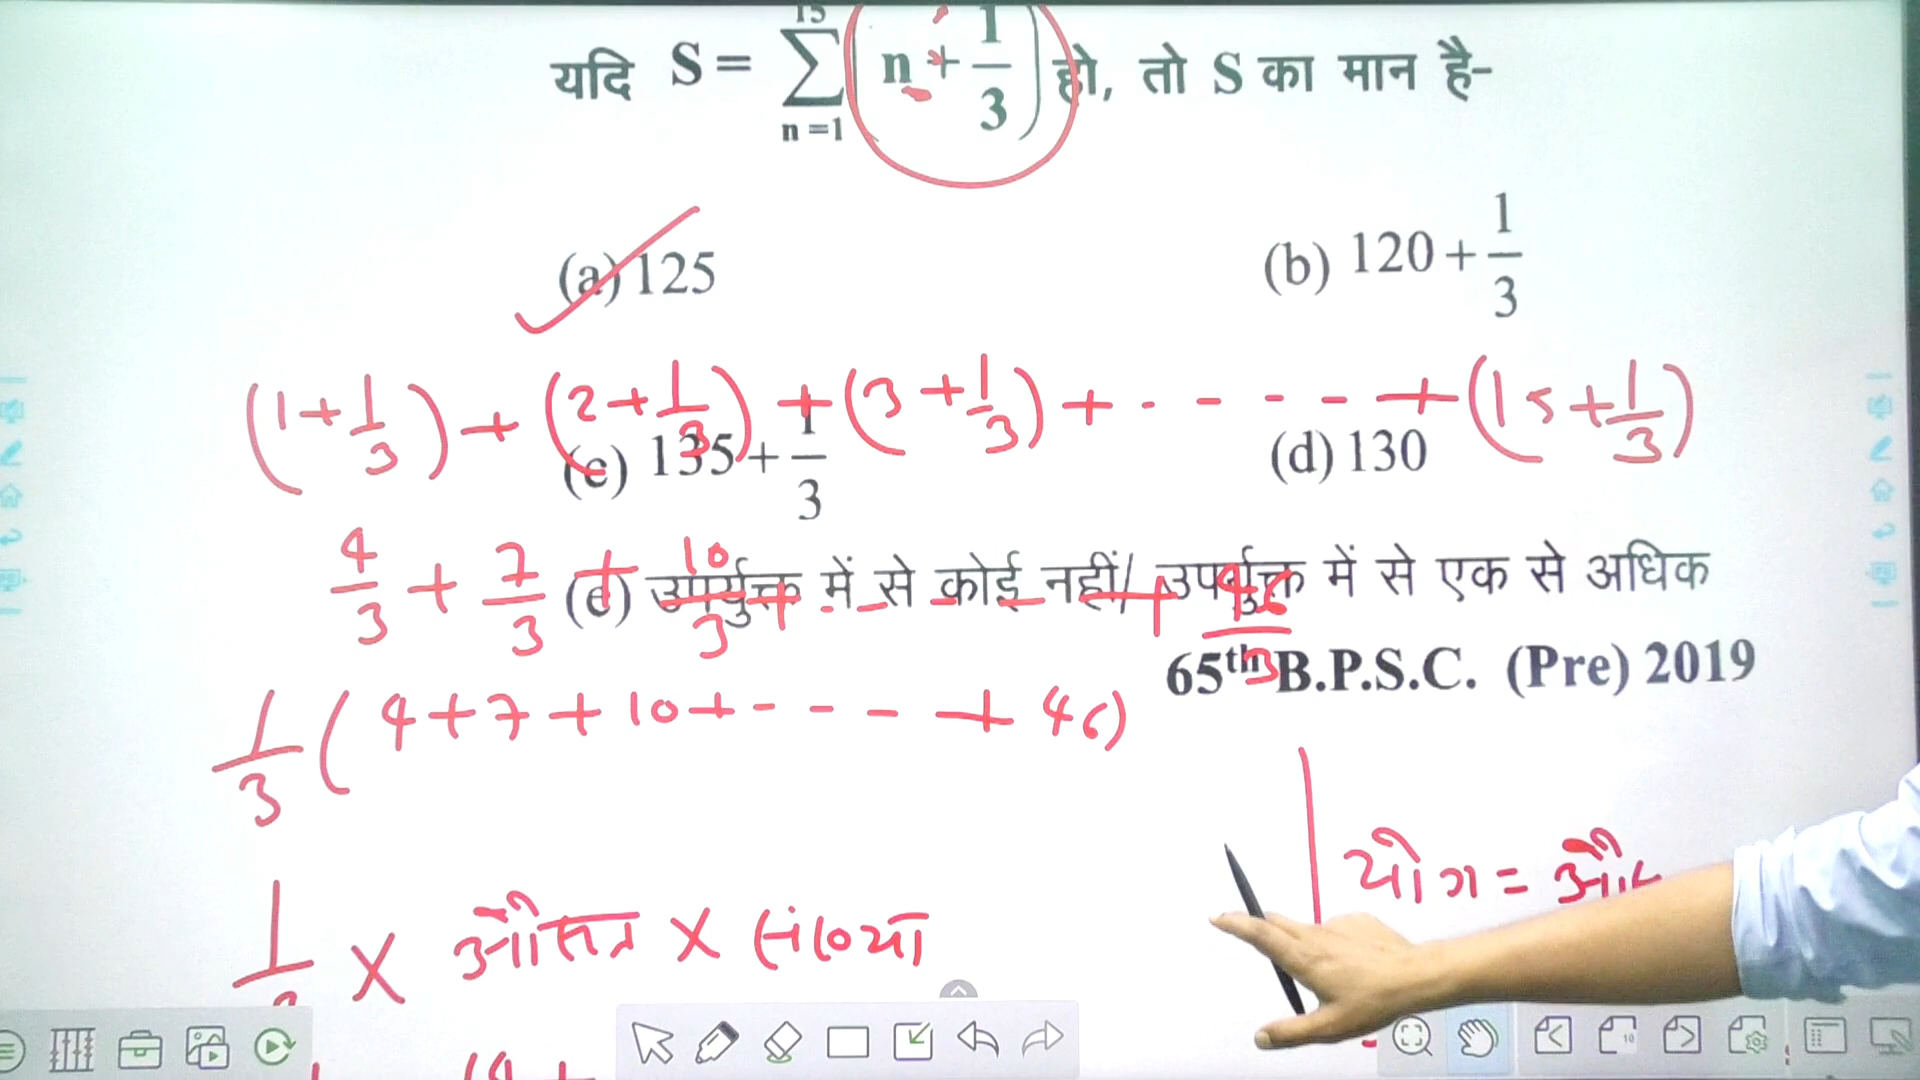 यदि S = 15 ∑ n=1 ( n + 1/3 ) हो, तो S का मान है-
(a) 125
(b) 120 + 1/3
(1 + 1/3) + (2 + 1/3) + (3 + 1/3) + - - - - + (15 + 1/3)
(c) 135 + 1/3
(d) 130
4/3 + 7/3 + 10/3 + - - - - + 46/3
(e) उपर्युक्त में से कोई नहीं/ उपर्युक्त में से एक से अधिक
65th B.P.S.C. (Pre) 2019
1/3 ( 4 + 7 + 10 + - - - + 46)
योग =
× औसत × संख्या